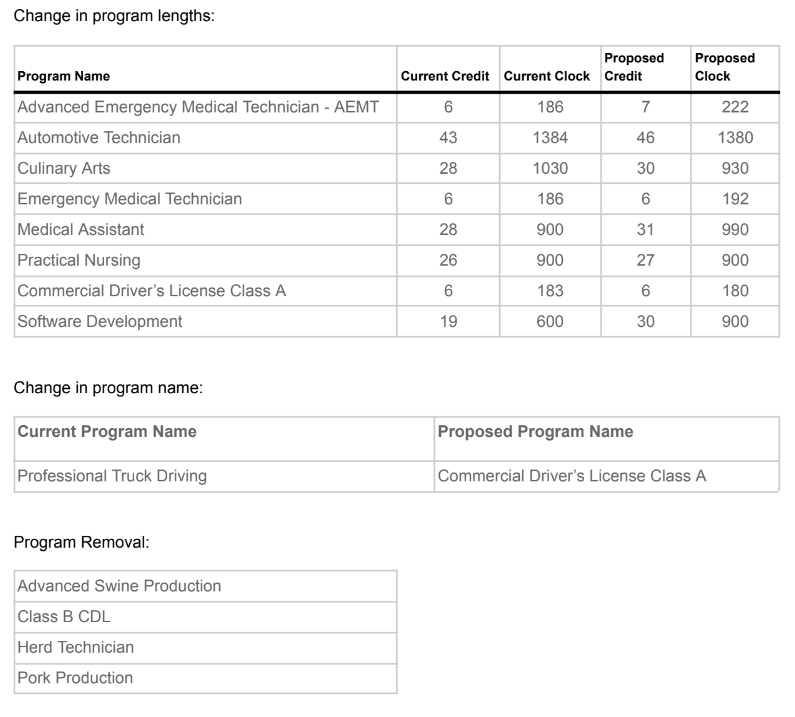 Change in program lengths:
Program Name Current Credit Current Clock Proposed Credit Proposed Clock
Advanced Emergency Medical Technician - AEMT 6 186 7 222
Automotive Technician 43 1384 46 1380
Culinary Arts 28 1030 30 930
Emergency Medical Technician 6 186 6 192
Medical Assistant 28 900 31 990
Practical Nursing 26 900 27 900
Commercial Driver’s License Class A 6 183 6 180
Software Development 19 600 30 900
Change in program name:
Current Program Name Proposed Program Name
Professional Truck Driving Commercial Driver’s License Class A
Program Removal:
Advanced Swine Production
Class B CDL
Herd Technician
Pork Production